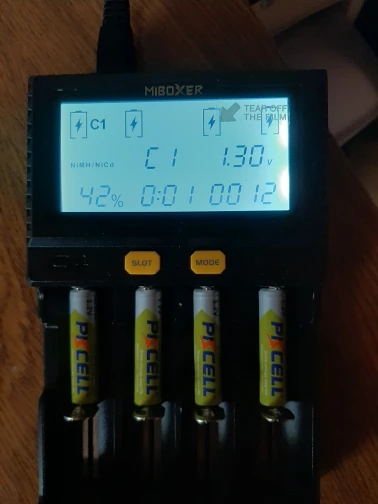 MIBOXER
TEAR OFF
THE FILM
C1
NiMH/NiCd C1 1.30 v
42% 0:01 0012
SLOT MODE
PKCELL PKCELL PKCELL PKCELL